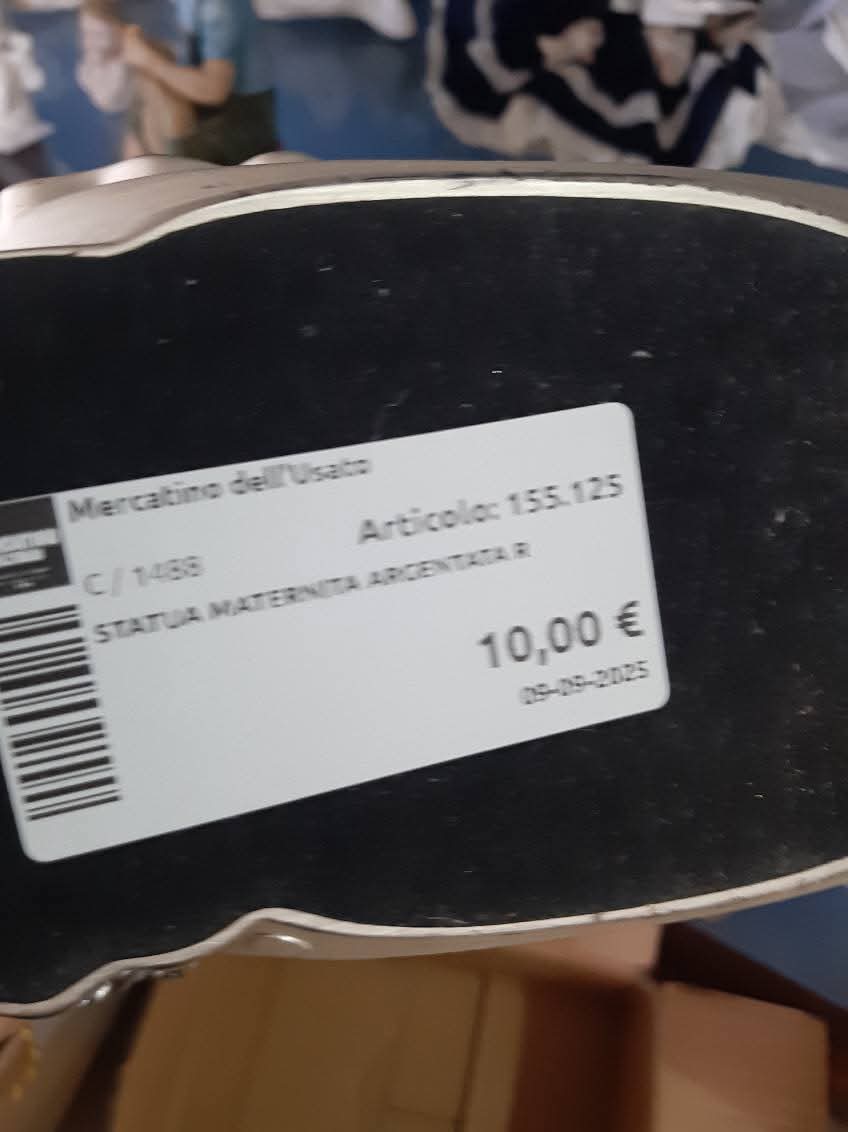 Mercatino dell'Usato
Articolo: 155.125
C / 1488
STATUA MATERNITA ARGENTATA R
10,00 €
09-09-2025